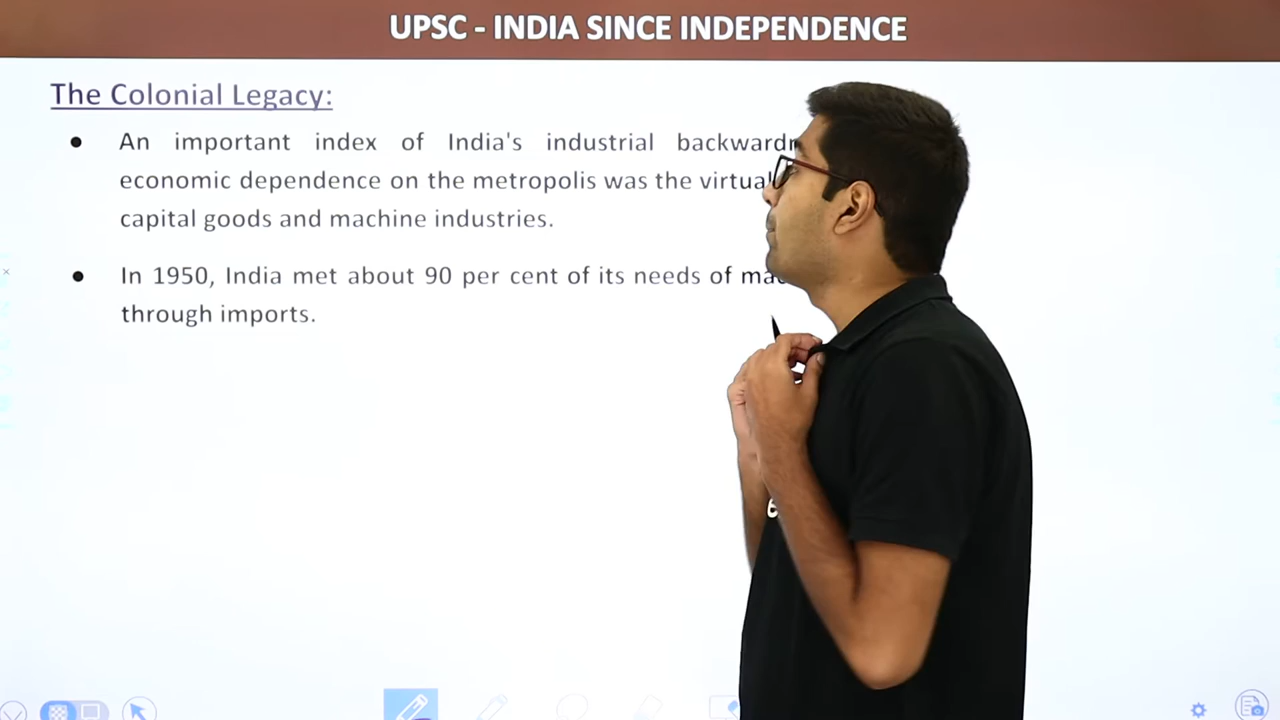 UPSC - INDIA SINCE INDEPENDENCE
The Colonial Legacy:
● An important index of India's industrial
economic dependence on the metropolis was the virtual
capital goods and machine industries.
● In 1950, India met about 90 per cent of its needs of
through imports.